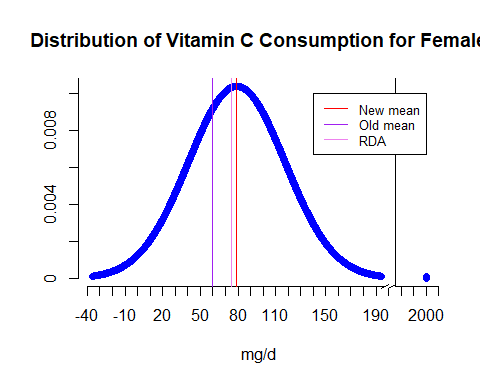 Distribution of Vitamin C Consumption for Female
0.008
0.004
0
New mean
Old mean
RDA
-40 -10 20 50 80 110 150 190 2000
mg/d